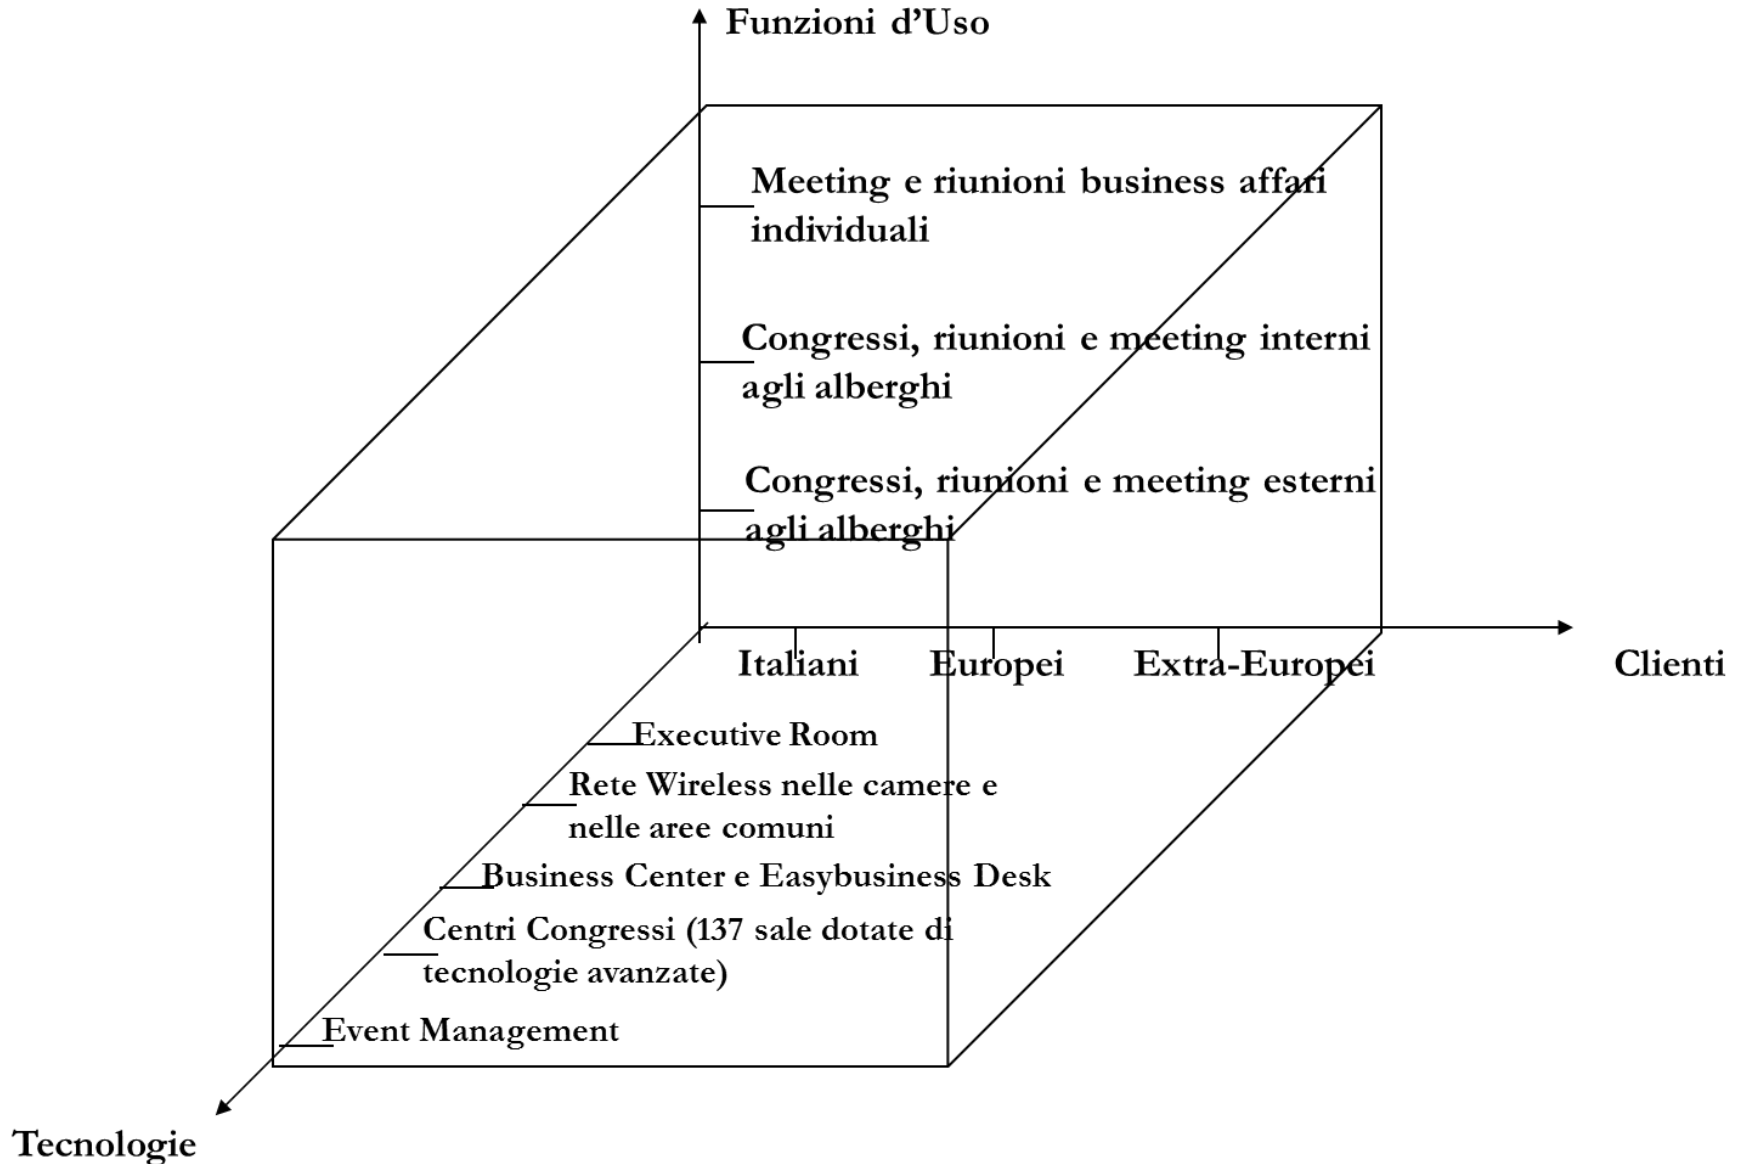 Funzioni d’Uso
Meeting e riunioni business affari
individuali
Congressi, riunioni e meeting interni
agli alberghi
Congressi, riunioni e meeting esterni
agli alberghi
Italiani
Europei
Extra-Europei
Clienti
Executive Room
Rete Wireless nelle camere e
nelle aree comuni
Business Center e Easybusiness Desk
Centri Congressi (137 sale dotate di
tecnologie avanzate)
Event Management
Tecnologie